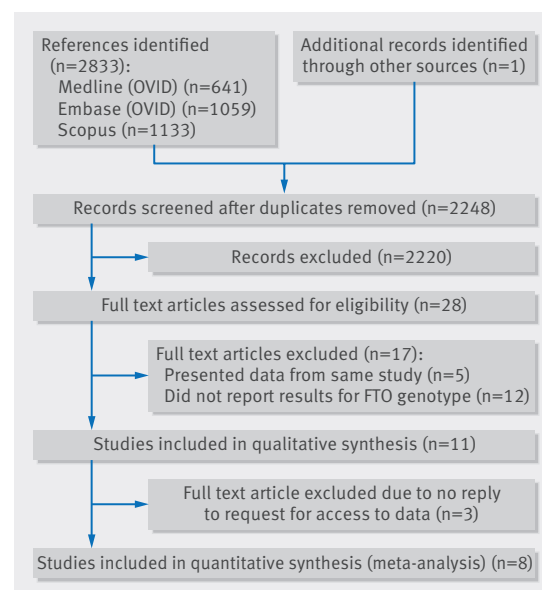 References identified
(n=2833):
Medline (OVID) (n=641)
Embase (OVID) (n=1059)
Scopus (n=1133)
Additional records identified
through other sources (n=1)
Records screened after duplicates removed (n=2248)
Records excluded (n=2220)
Full text articles assessed for eligibility (n=28)
Full text articles excluded (n=17):
Presented data from same study (n=5)
Did not report results for FTO genotype (n=12)
Studies included in qualitative synthesis (n=11)
Full text article excluded due to no reply
to request for access to data (n=3)
Studies included in quantitative synthesis (meta-analysis) (n=8)